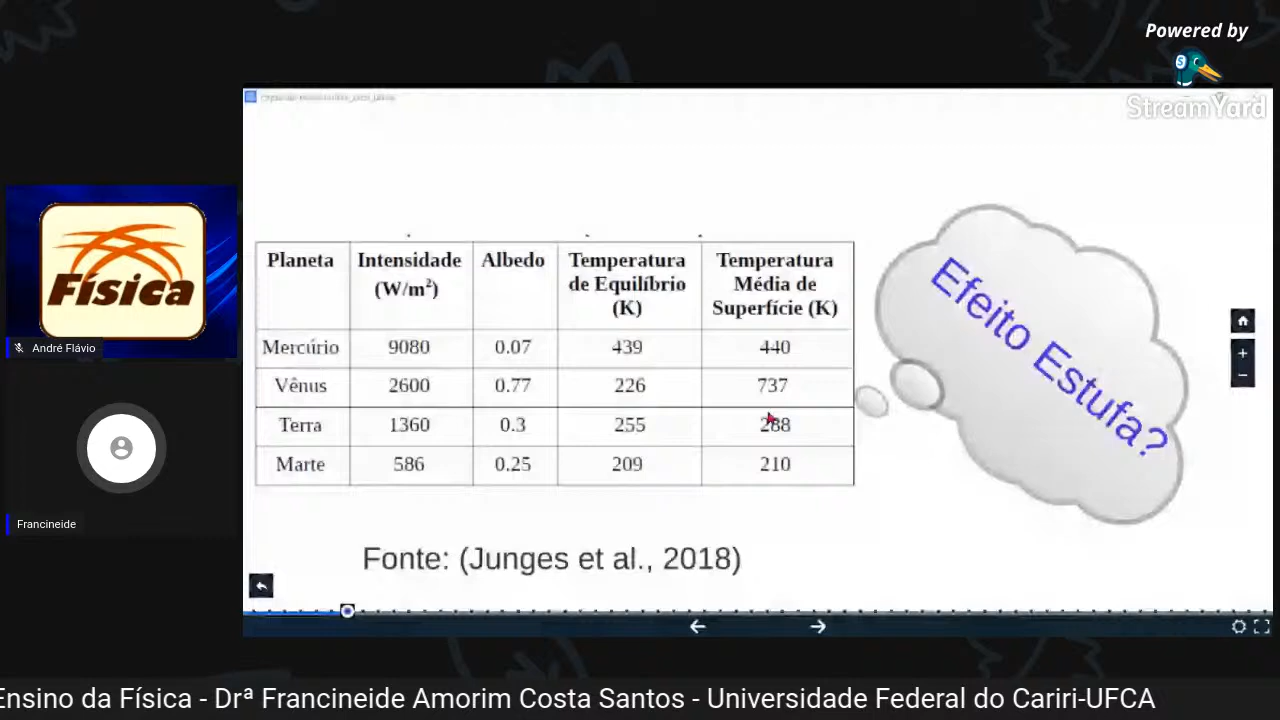 Powered by
StreamYard
Planeta Intensidade (W/m²) Albedo Temperatura de Equilíbrio (K) Temperatura Média de Superfície (K)
Mercúrio 9080 0.07 439 440
Vênus 2600 0.77 226 737
Terra 1360 0.3 255 288
Marte 586 0.25 209 210
Efeito Estufa?
Física
André Flávio
Francineide
Fonte: (Junges et al., 2018)
Ensino da Física - Drª Francineide Amorim Costa Santos - Universidade Federal do Cariri-UFCA